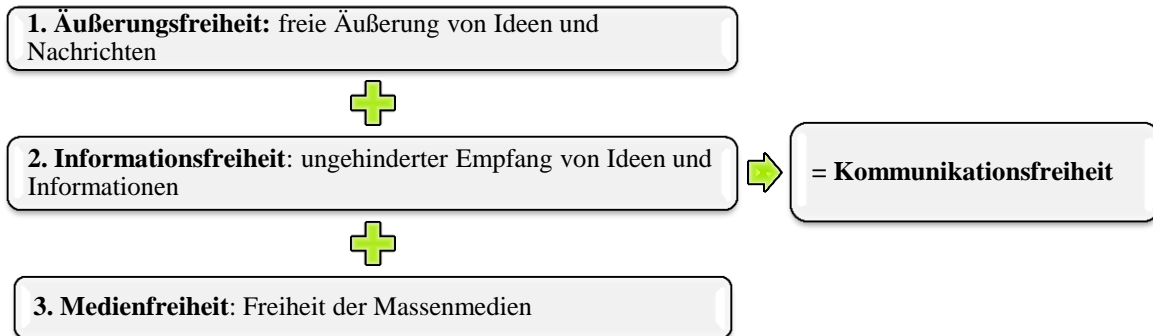 1. Äußerungsfreiheit: freie Äußerung von Ideen und
Nachrichten
2. Informationsfreiheit: ungehinderter Empfang von Ideen und
Informationen
= Kommunikationsfreiheit
3. Medienfreiheit: Freiheit der Massenmedien